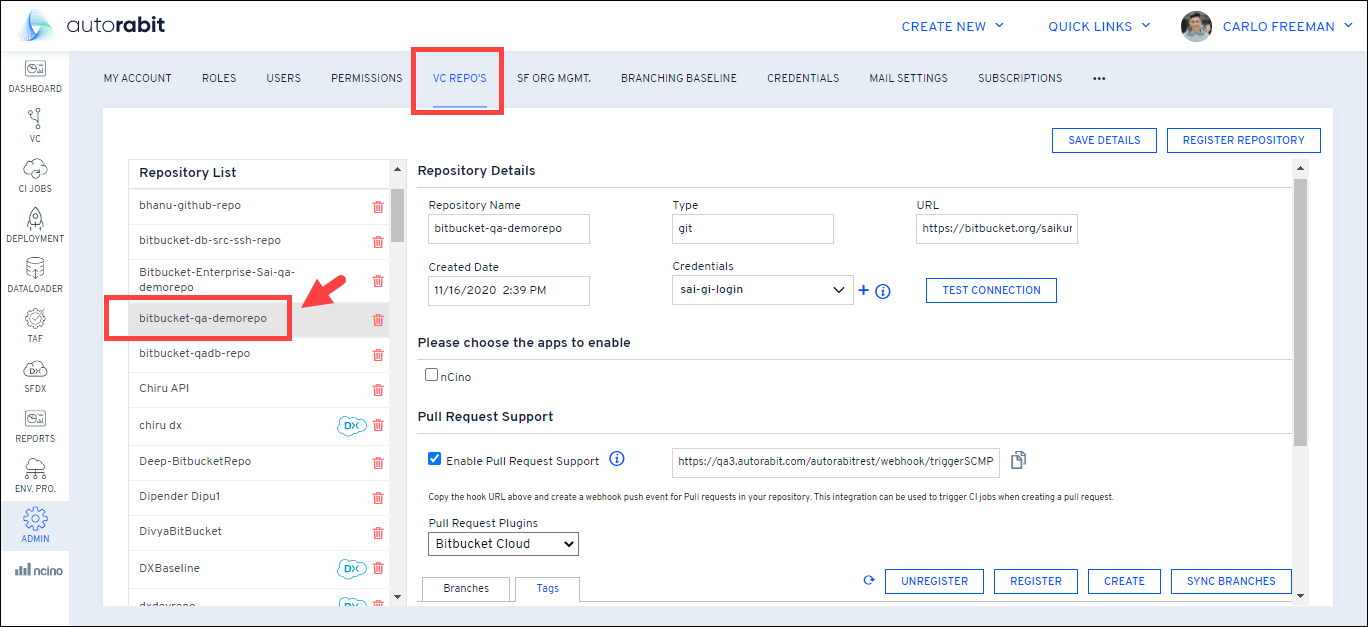 autorabit
CREATE NEW
QUICK LINKS
CARLO FREEMAN
DASHBOARD
VC
CI JOBS
DEPLOYMENT
DATALOADER
TAF
DX
SFDX
REPORTS
ENV. PRO.
ADMIN
ncino
MY ACCOUNT
ROLES
USERS
PERMISSIONS
VC REPO'S
SF ORG MGMT.
BRANCHING BASELINE
CREDENTIALS
MAIL SETTINGS
SUBSCRIPTIONS
SAVE DETAILS
REGISTER REPOSITORY
Repository List
bhanu-github-repo
bitbucket-db-src-ssh-repo
Bitbucket-Enterprise-Sai-qa-
demorepo
bitbucket-qa-demorepo
bitbucket-qadb-repo
Chiru API
chiru dx
DX
Deep-BitbucketRepo
Dipender Dipu1
DivyaBitBucket
DXBaseline
DX
dxdevrepo
DX
Repository Details
Repository Name
bitbucket-qa-demorepo
Type
git
URL
https://bitbucket.org/saikur
Created Date
11/16/2020 2:39 PM
Credentials
sai-gi-login
TEST CONNECTION
Please choose the apps to enable
nCino
Pull Request Support
Enable Pull Request Support
https://qa3.autorabit.com/autorabitrest/webhook/triggerSCMP
Copy the hook URL above and create a webhook push event for Pull requests in your repository. This integration can be used to trigger CI jobs when creating a pull request.
Pull Request Plugins
Bitbucket Cloud
Branches
Tags
UNREGISTER
REGISTER
CREATE
SYNC BRANCHES